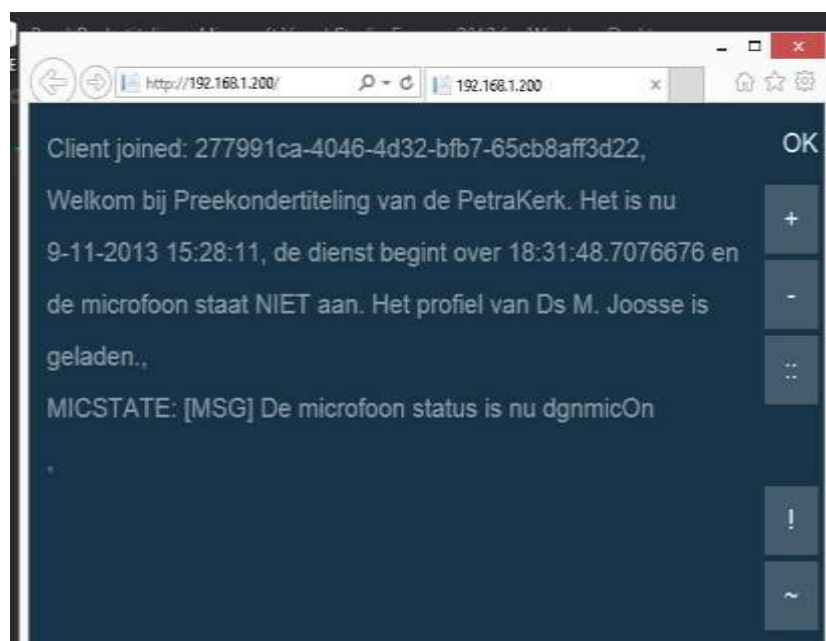 http://192.168.1.200/
192.168.1.200
Client joined: 277991ca-4046-4d32-bfb7-65cb8aff3d22,
OK
Welkom bij Preekondertiteling van de PetraKerk. Het is nu
+
9-11-2013 15:28:11, de dienst begint over 18:31:48.7076676 en
de microfoon staat NIET aan. Het profiel van Ds M. Joosse is
-
geladen.,
::
MICSTATE: [MSG] De microfoon status is nu dgnmicOn
,
!
~